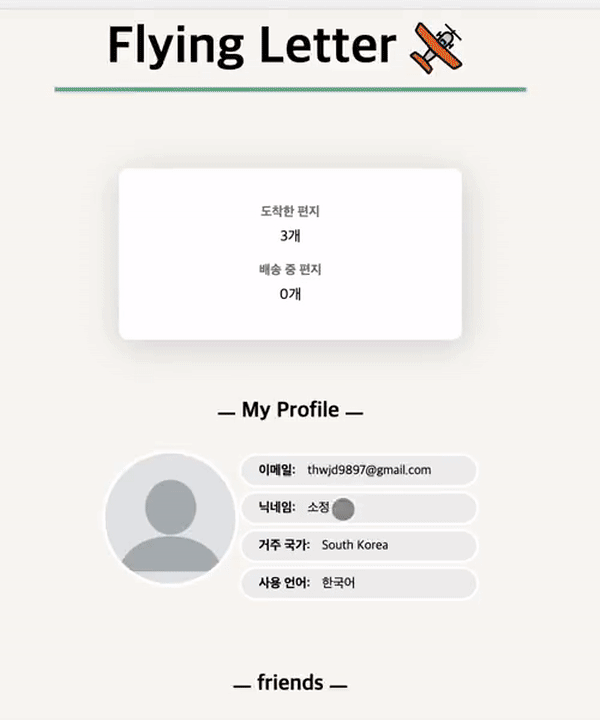 Flying Letter
도착한 편지
3개
배송 중 편지
0개
— My Profile —
이메일: thwjd9897@gmail.com
닉네임: 소정
거주 국가: South Korea
사용 언어: 한국어
— friends —